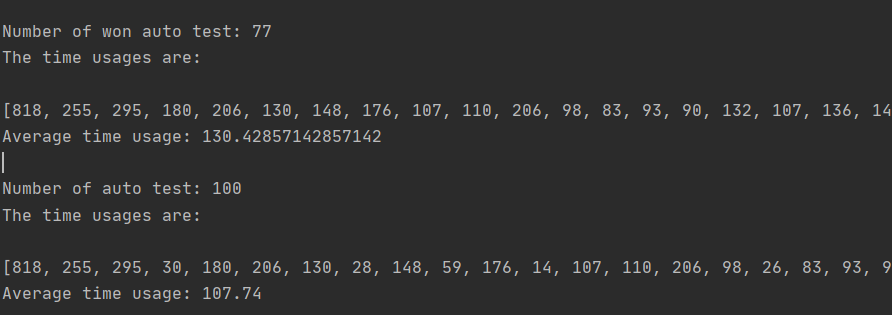 Number of won auto test: 77
The time usages are:
[818, 255, 295, 180, 206, 130, 148, 176, 107, 110, 206, 98, 83, 93, 90, 132, 107, 136, 14
Average time usage: 130.42857142857142
Number of auto test: 100
The time usages are:
[818, 255, 295, 30, 180, 206, 130, 28, 148, 59, 176, 14, 107, 110, 206, 98, 26, 83, 93, 9
Average time usage: 107.74